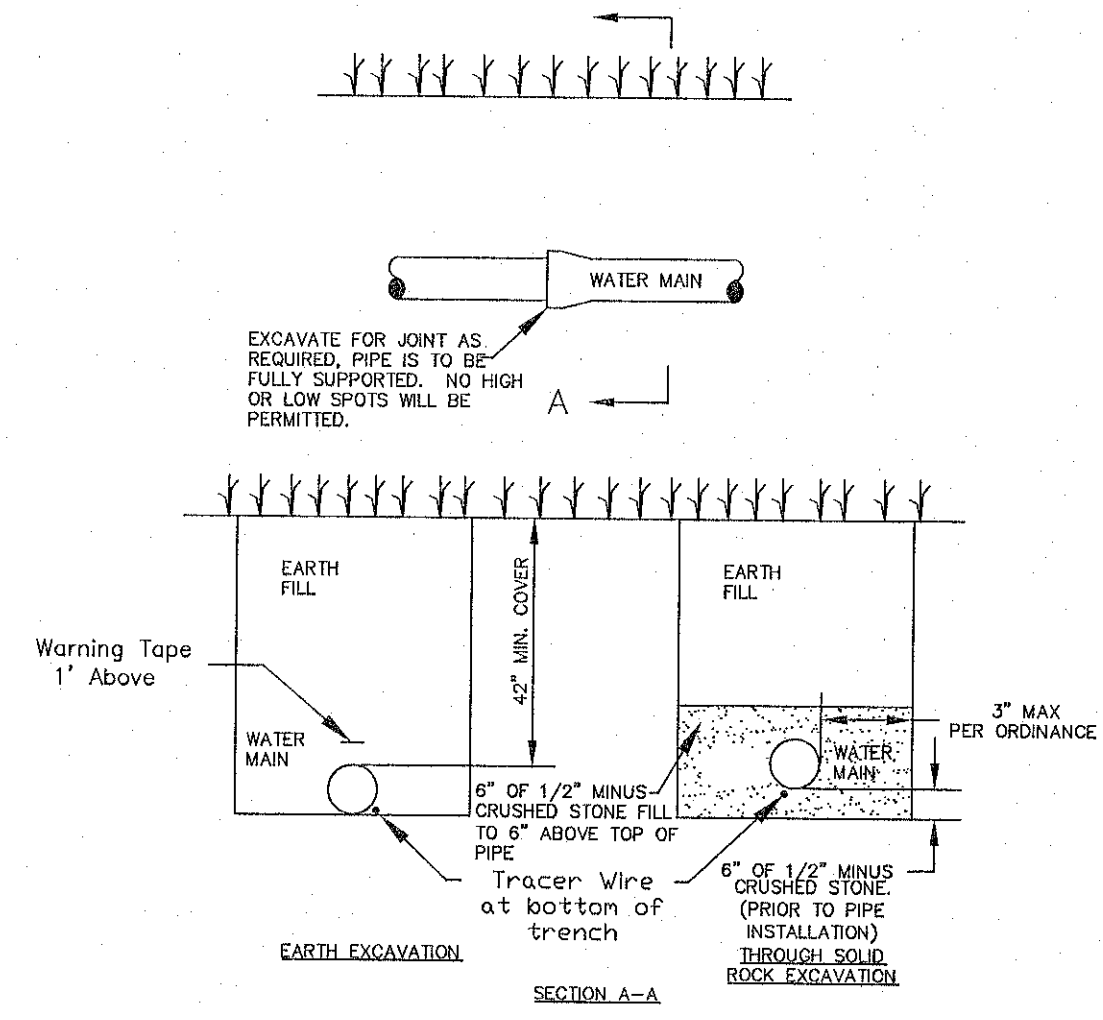 WATER MAIN
EXCAVATE FOR JOINT AS
REQUIRED, PIPE IS TO BE
FULLY SUPPORTED. NO HIGH
OR LOW SPOTS WILL BE
PERMITTED.
A
EARTH
FILL
42" MIN. COVER
EARTH
FILL
Warning Tape
1' Above
3" MAX
PER ORDINANCE
WATER
MAIN
WATER
MAIN
6" OF 1/2" MINUS
CRUSHED STONE FILL
TO 6" ABOVE TOP OF
PIPE
Tracer Wire
at bottom of
trench
6" OF 1/2" MINUS
CRUSHED STONE.
(PRIOR TO PIPE
INSTALLATION)
THROUGH SOLID
ROCK EXCAVATION
EARTH EXCAVATION
SECTION A-A